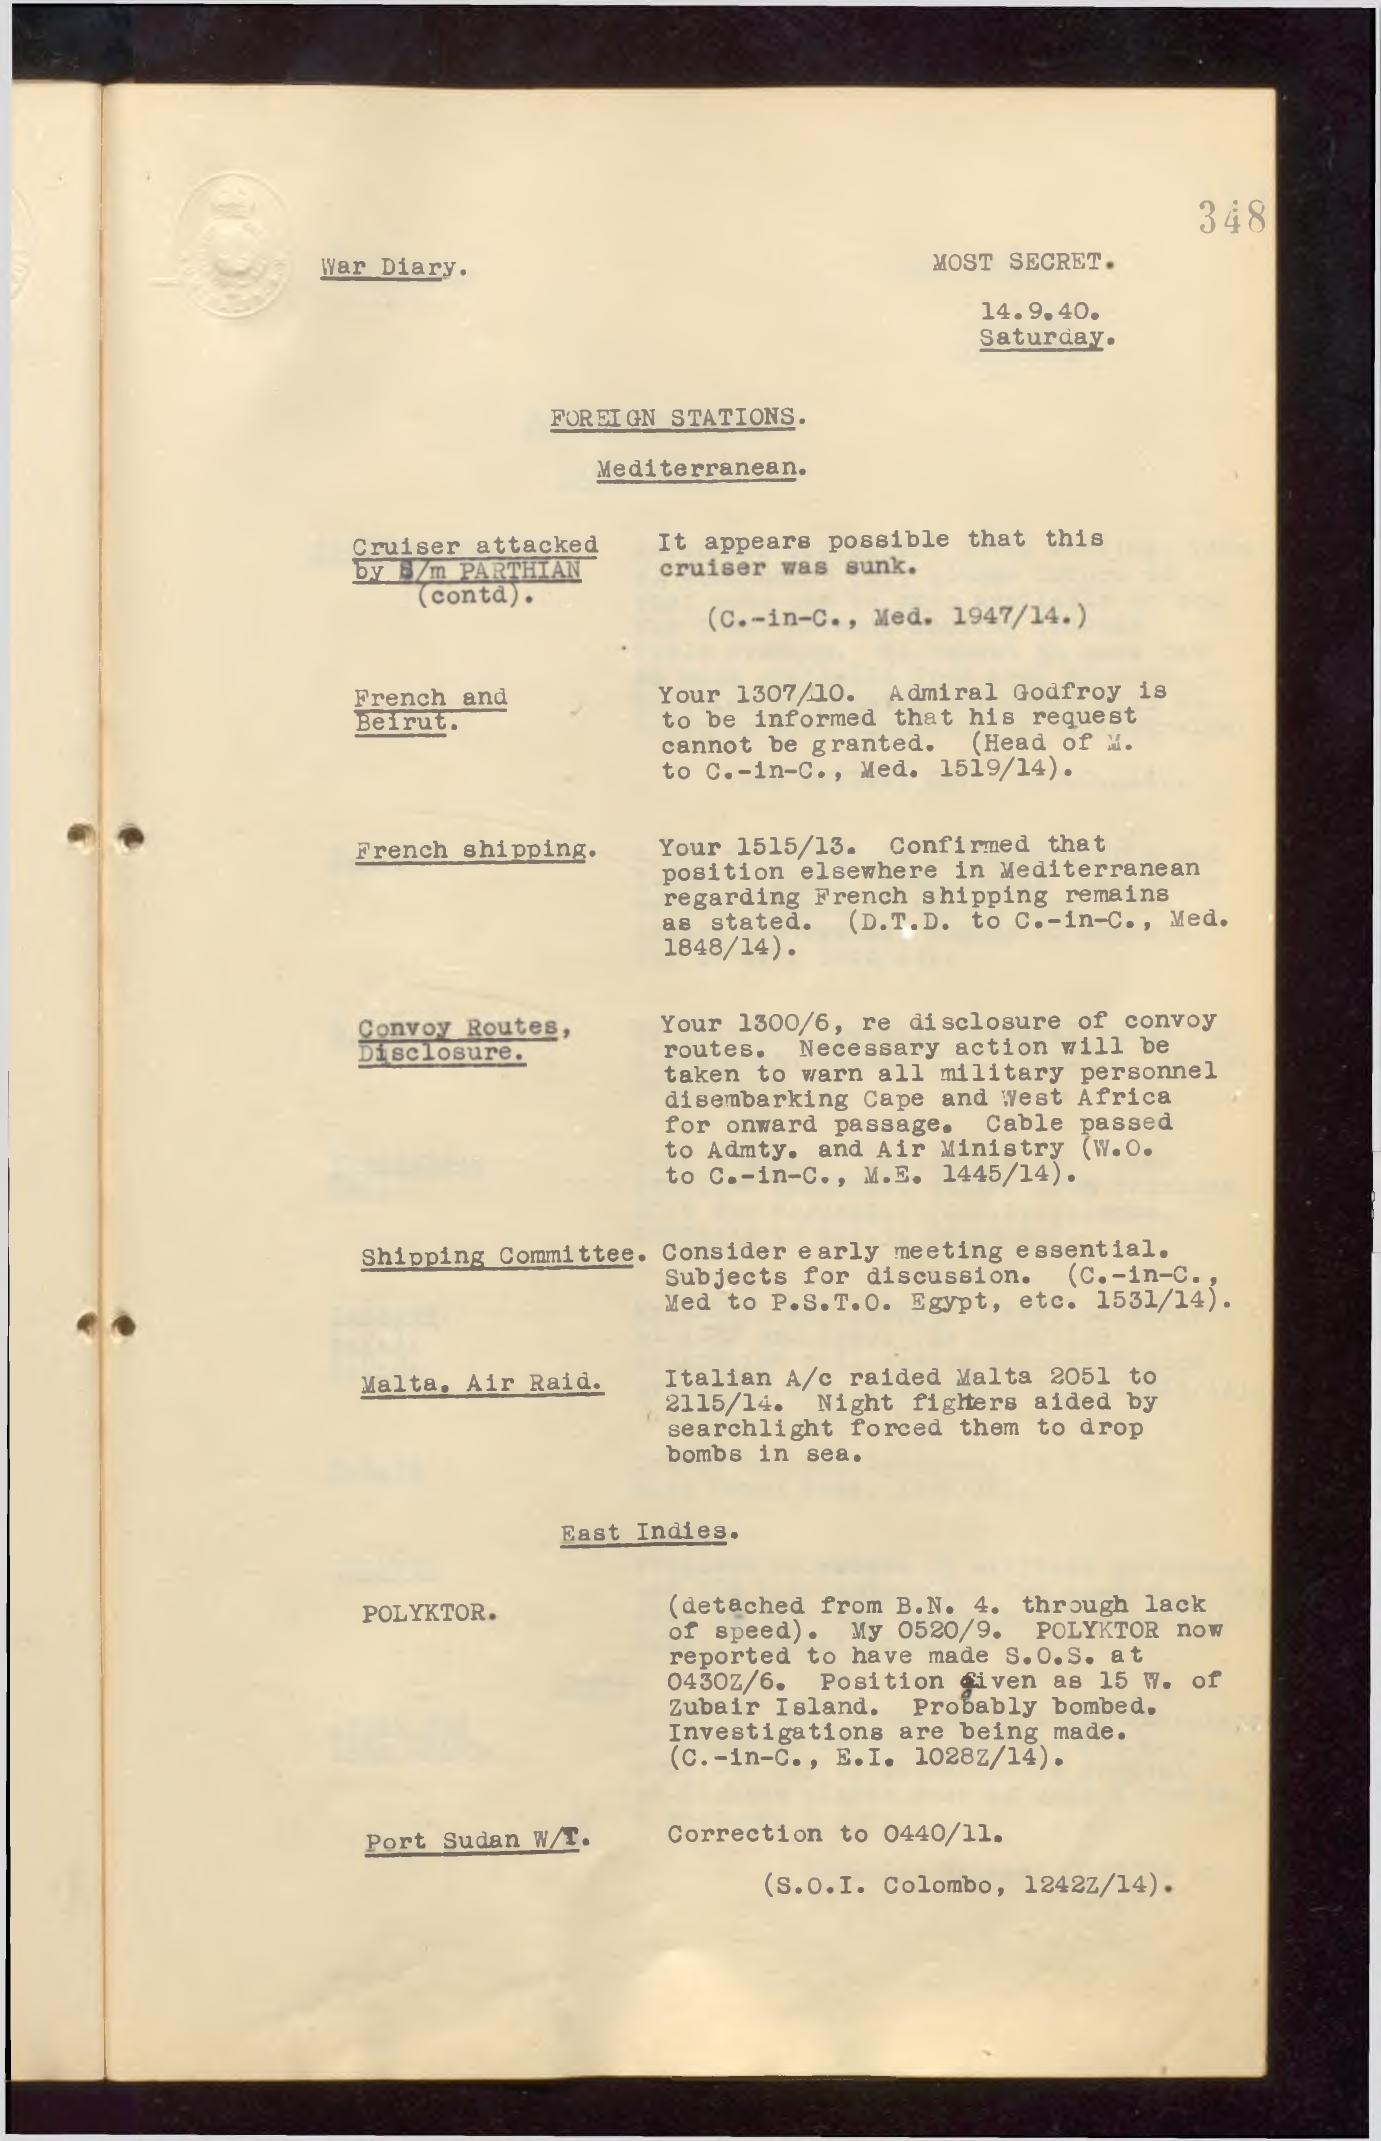 348
War Diary.
MOST SECRET.
14.9.40.
Saturday.
FOREIGN STATIONS.
Mediterranean.
Cruiser attacked
by S/m PARTHIAN
(contd).
It appears possible that this
cruiser was sunk.
(C.-in-C., Med. 1947/14.)
French and
Beirut.
Your 1307/10. Admiral Godfroy is
to be informed that his request
cannot be granted. (Head of M.
to C.-in-C., Med. 1519/14).
French shipping.
Your 1515/13. Confirmed that
position elsewhere in Mediterranean
regarding French shipping remains
as stated. (D.T.D. to C.-in-C., Med.
1848/14).
Convoy Routes,
Disclosure.
Your 1300/6, re disclosure of convoy
routes. Necessary action will be
taken to warn all military personnel
disembarking Cape and West Africa
for onward passage. Cable passed
to Admty. and Air Ministry (W.O.
to C.-in-C., M.E. 1445/14).
Shipping Committee.
Consider early meeting essential.
Subjects for discussion. (C.-in-C.,
Med to P.S.T.O. Egypt, etc. 1531/14).
Malta. Air Raid.
Italian A/c raided Malta 2051 to
2115/14. Night fighters aided by
searchlight forced them to drop
bombs in sea.
East Indies.
POLYKTOR.
(detached from B.N. 4. through lack
of speed). My 0520/9. POLYKTOR now
reported to have made S.O.S. at
0430Z/6. Position given as 15 W. of
Zubair Island. Probably bombed.
Investigations are being made.
(C.-in-C., E.I. 1028Z/14).
Port Sudan W/T.
Correction to 0440/11.
(S.O.I. Colombo, 1242Z/14).